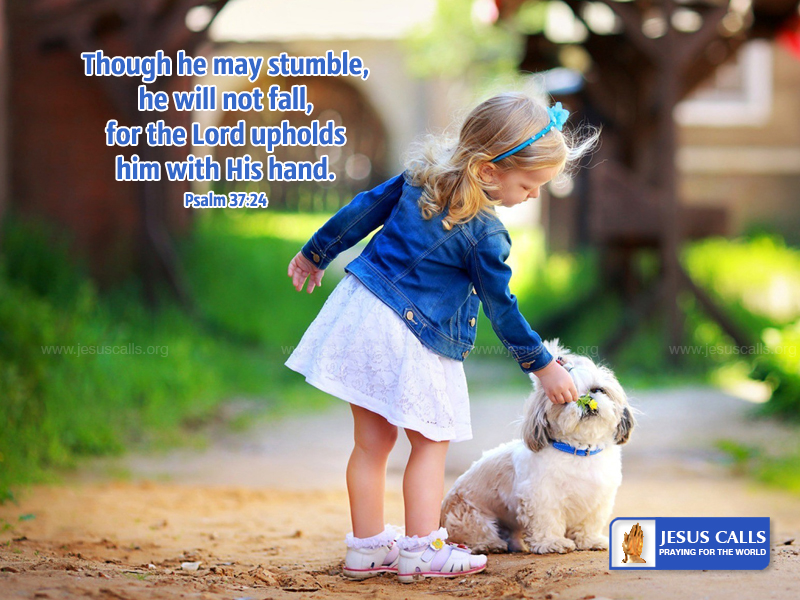 Though he may stumble,
he will not fall,
for the Lord upholds
him with His hand.
Psalm 37:24
www.jesuscalls.org www.jesuscalls.org www.jesuscalls.org
JESUS CALLS
PRAYING FOR THE WORLD